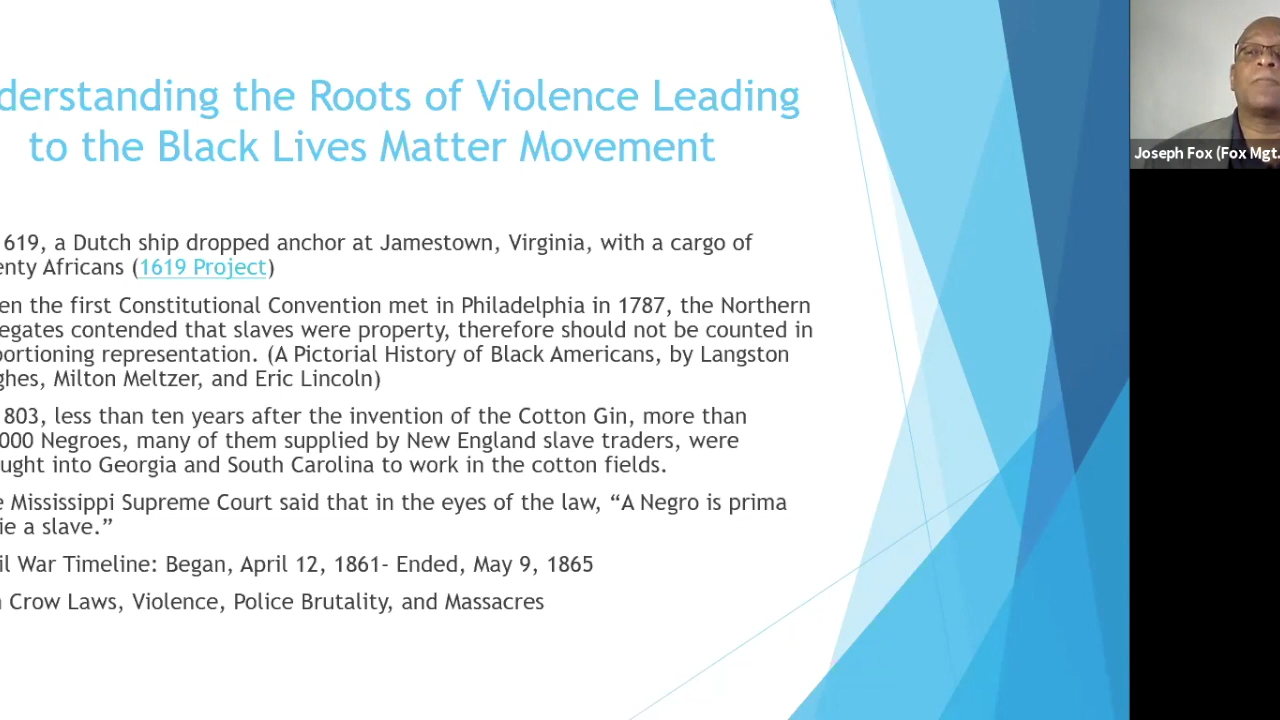 derstanding the Roots of Violence Leading
to the Black Lives Matter Movement
619, a Dutch ship dropped anchor at Jamestown, Virginia, with a cargo of
enty Africans (1619 Project)
en the first Constitutional Convention met in Philadelphia in 1787, the Northern
egates contended that slaves were property, therefore should not be counted in
portioning representation. (A Pictorial History of Black Americans, by Langston
ghes, Milton Meltzer, and Eric Lincoln)
803, less than ten years after the invention of the Cotton Gin, more than
000 Negroes, many of them supplied by New England slave traders, were
ught into Georgia and South Carolina to work in the cotton fields.
e Mississippi Supreme Court said that in the eyes of the law, “A Negro is prima
ie a slave.”
il War Timeline: Began, April 12, 1861- Ended, May 9, 1865
Crow Laws, Violence, Police Brutality, and Massacres
Joseph Fox (Fox Mgt.